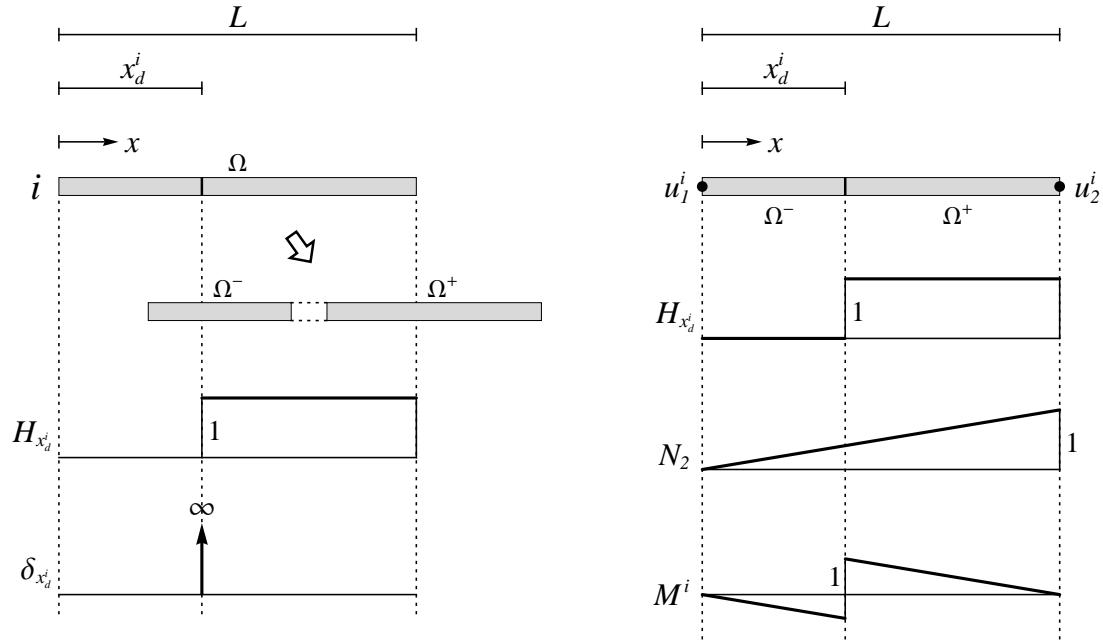 L
x_d^i
x
Ω
i
Ω^−
Ω^+
H_{x_d^i}
1
∞
δ_{x_d^i}
L
x_d^i
x
u_1^i
u_2^i
Ω^−
Ω^+
H_{x_d^i}
1
N_2
1
M^i
1